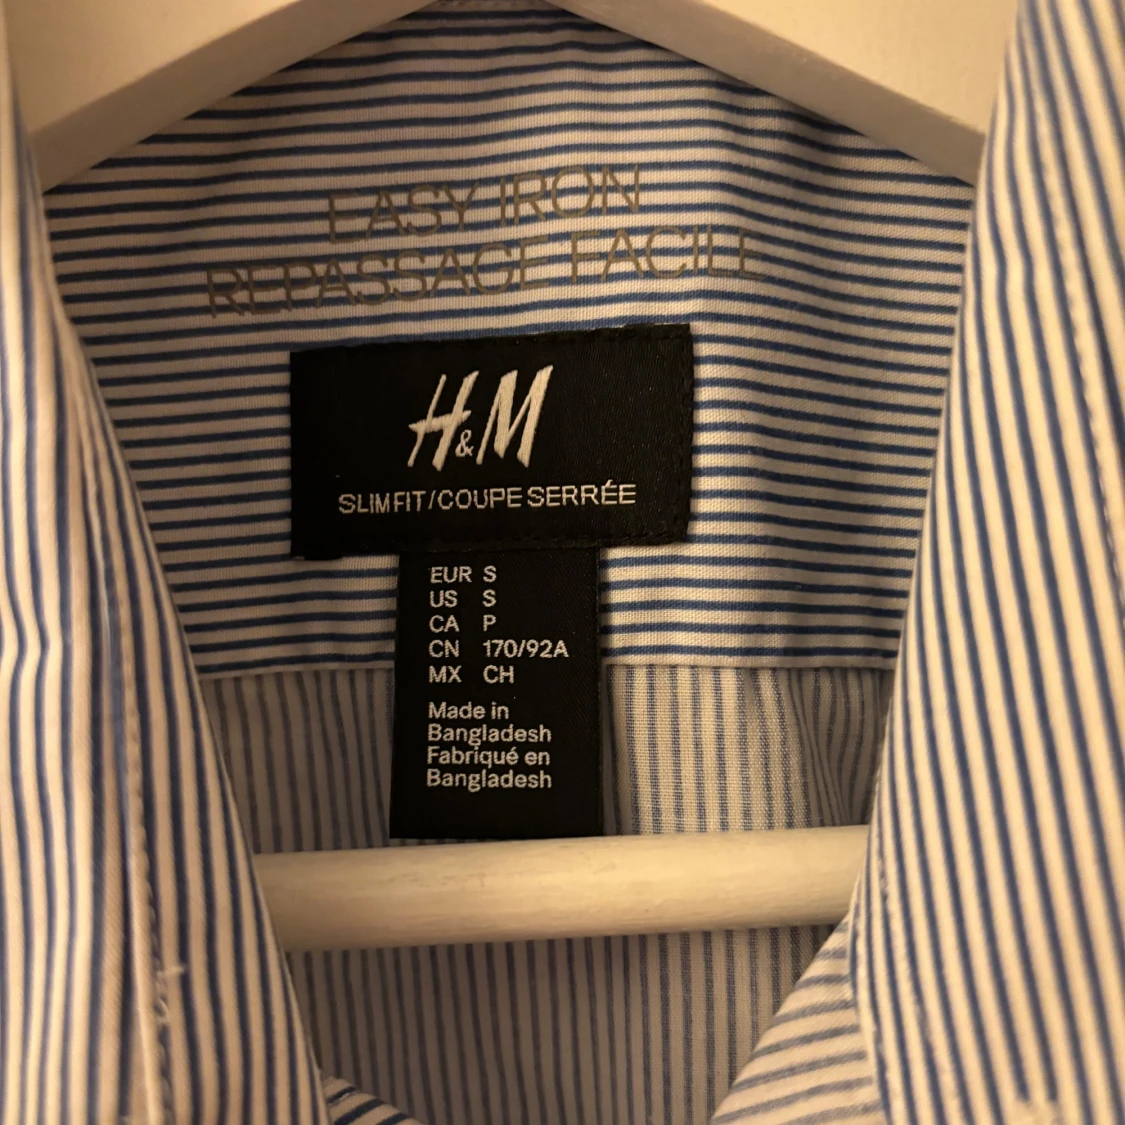 EASY IRON
REPASSAGE FACILE
H&M
SLIM FIT/COUPE SERRÉE
EUR S
US S
CA P
CN 170/92A
MX CH
Made in
Bangladesh
Fabriqué en
Bangladesh